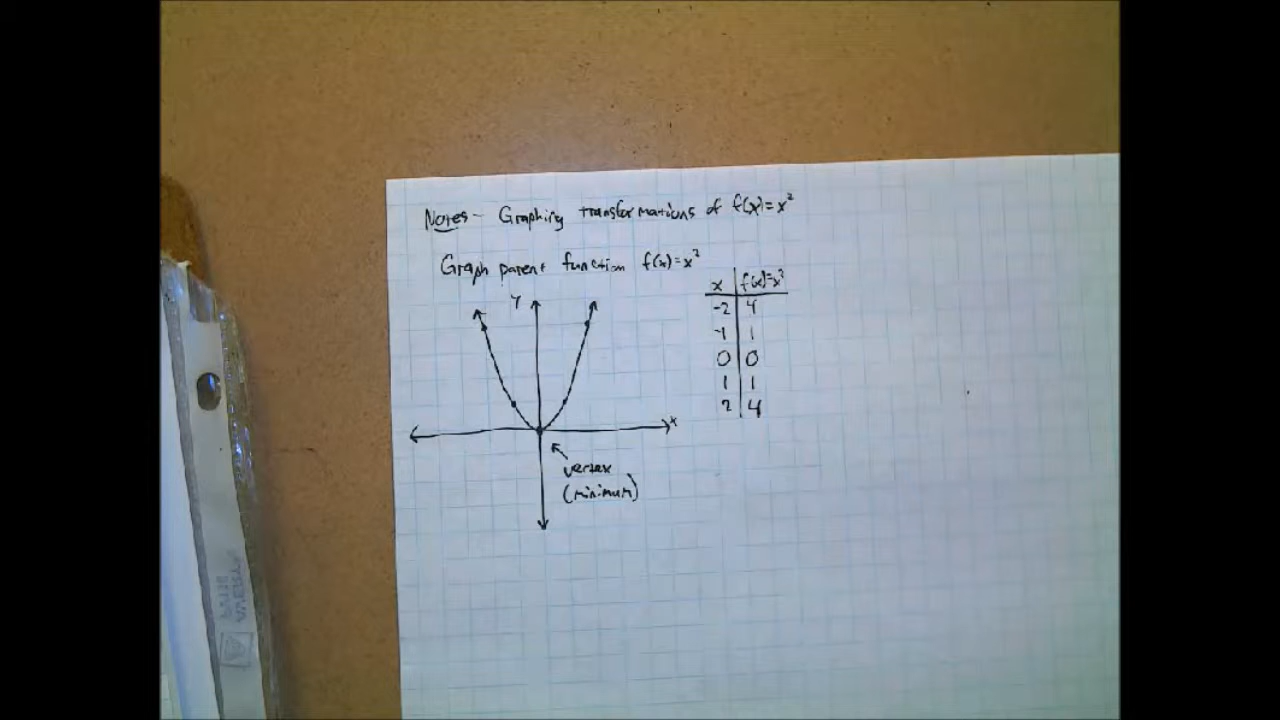 Notes - Graphing transformations of f(x)=x²
Graph parent function f(x)=x²
x f(x)=x²
-2 4
-1 1
0 0
1 1
2 4
y
x
vertex
(minimum)